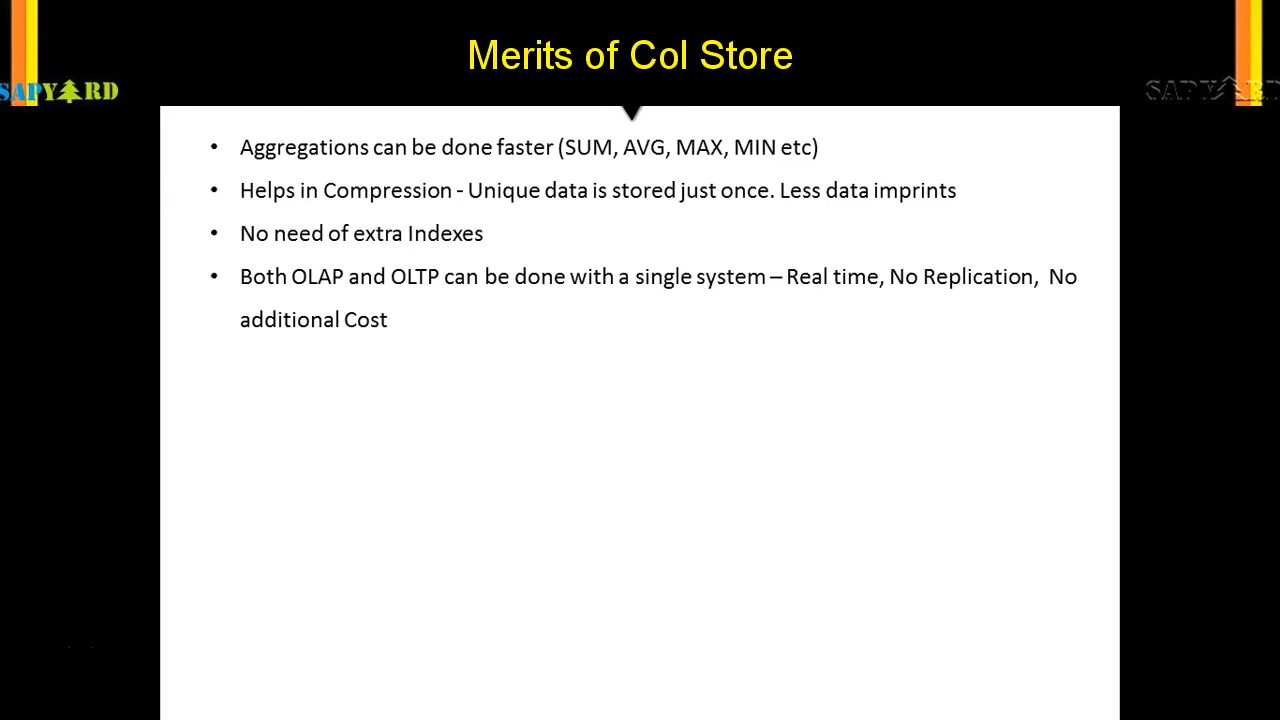 Merits of Col Store
SAPYARD
SAPYARD
• Aggregations can be done faster (SUM, AVG, MAX, MIN etc)
• Helps in Compression - Unique data is stored just once. Less data imprints
• No need of extra Indexes
• Both OLAP and OLTP can be done with a single system – Real time, No Replication, No
additional Cost